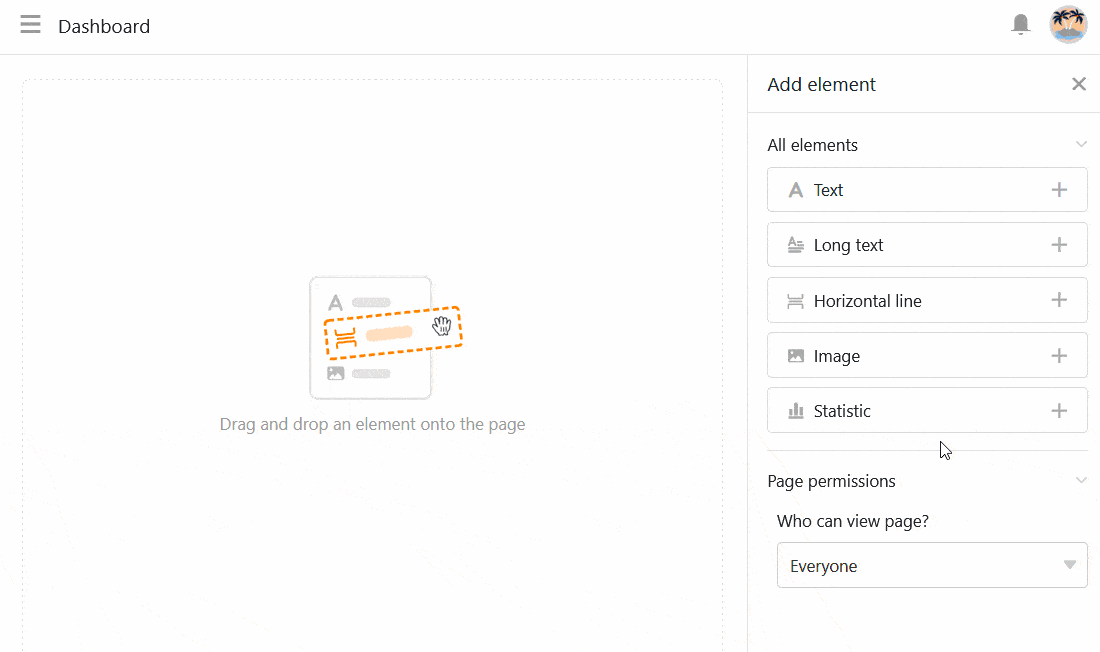 Dashboard
Add element
All elements
Text
Long text
Horizontal line
Image
Statistic
Drag and drop an element onto the page
Page permissions
Who can view page?
Everyone